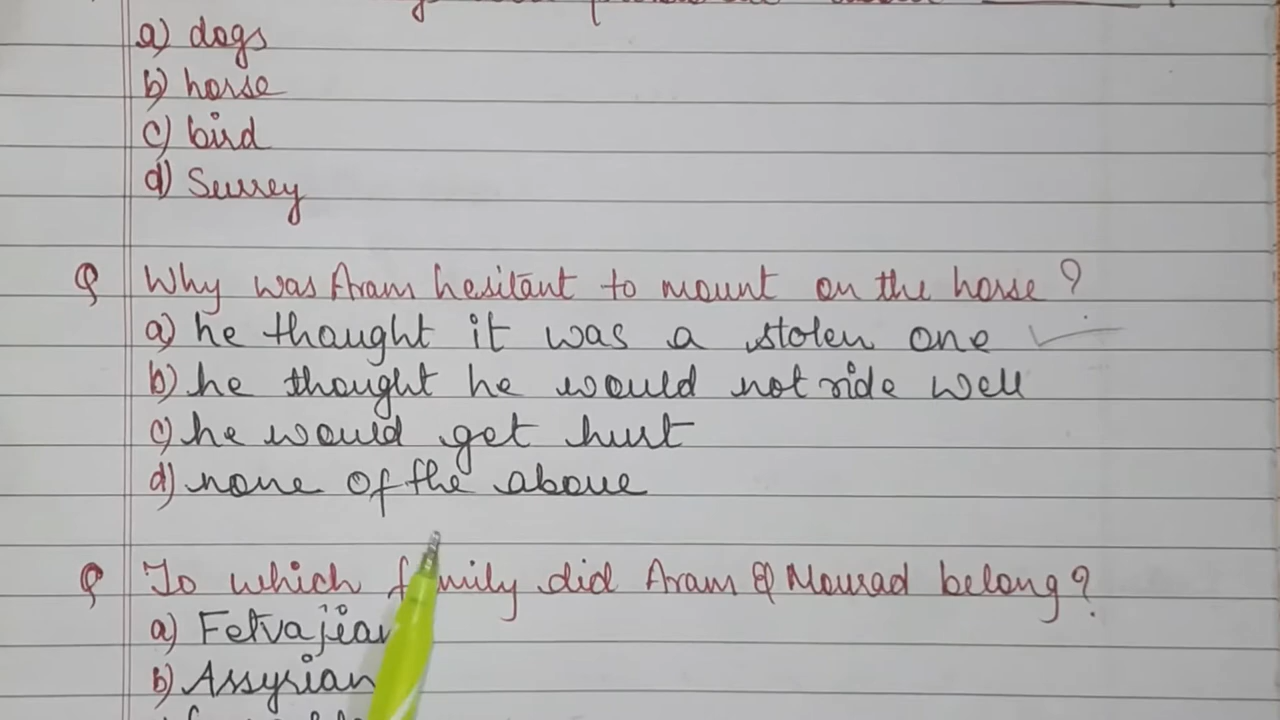 a) dogs
b) horse
c) bird
d) Surrey
Q Why was Aram hesitant to mount on the horse?
a) he thought it was a stolen one
b) he thought he would not ride well
c) he would get hurt
d) none of the above
Q To which family did Aram & Mourad belong?
a) Fetvajian
b) Assyrian